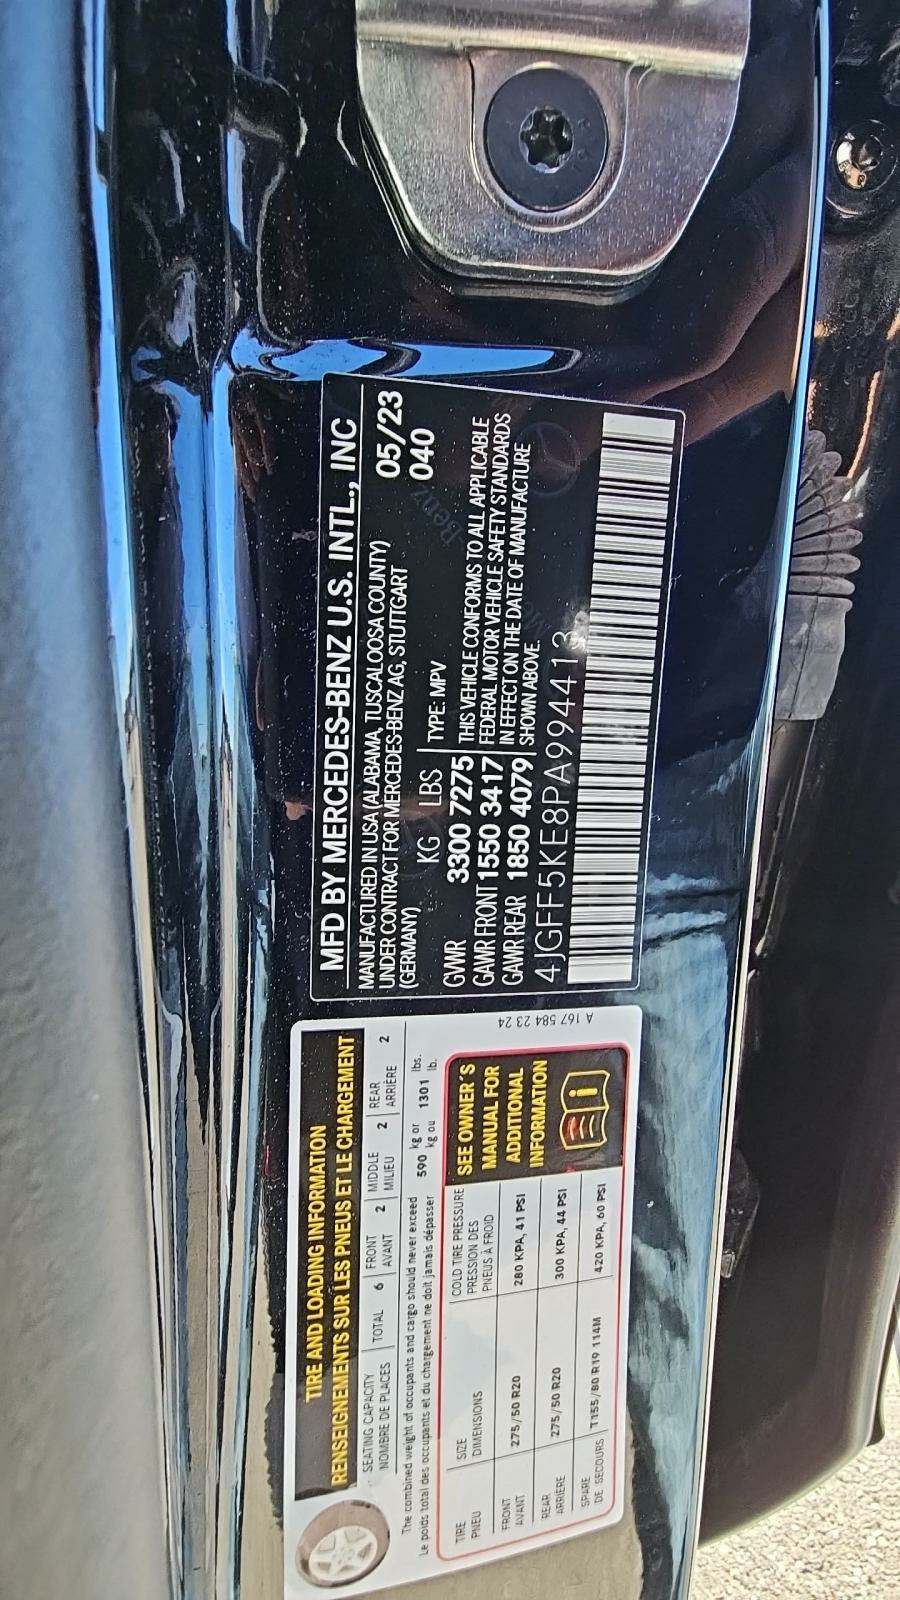 MFD BY MERCEDES-BENZ U.S. INTL., INC
MANUFACTURED IN USA (ALABAMA, TUSCALOOSA COUNTY) 05/23
UNDER CONTRACT FOR MERCEDES-BENZ AG, STUTTGART 040
(GERMANY)
KG LBS TYPE: MPV
GVWR 3300 7275 THIS VEHICLE CONFORMS TO ALL APPLICABLE
GAWR FRONT 1550 3417 FEDERAL MOTOR VEHICLE SAFETY STANDARDS
GAWR REAR 1850 4079 IN EFFECT ON THE DATE OF MANUFACTURE
SHOWN ABOVE.
4JGFF5KE8PA994413
TIRE AND LOADING INFORMATION
RENSEIGNEMENTS SUR LES PNEUS ET LE CHARGEMENT
SEATING CAPACITY TOTAL 6 FRONT 2 MIDDLE 2 REAR 2
NOMBRE DE PLACES AVANT MILIEU ARRIÈRE
The combined weight of occupants and cargo should never exceed 590 kg or 1301 lbs.
Le poids total des occupants et du chargement ne doit jamais dépasser kg ou lb.
TIRE SIZE COLD TIRE PRESSURE
PNEU DIMENSIONS PRESSION DES
PNEUS À FROID
FRONT 275/50 R20 280 KPA, 41 PSI
AVANT
REAR 275/50 R20 300 KPA, 44 PSI
ARRIÈRE
SPARE T155/80 R19 114M 420 KPA, 60 PSI
DE SECOURS
SEE OWNER'S
MANUAL FOR
ADDITIONAL
INFORMATION
A 167 584 23 24